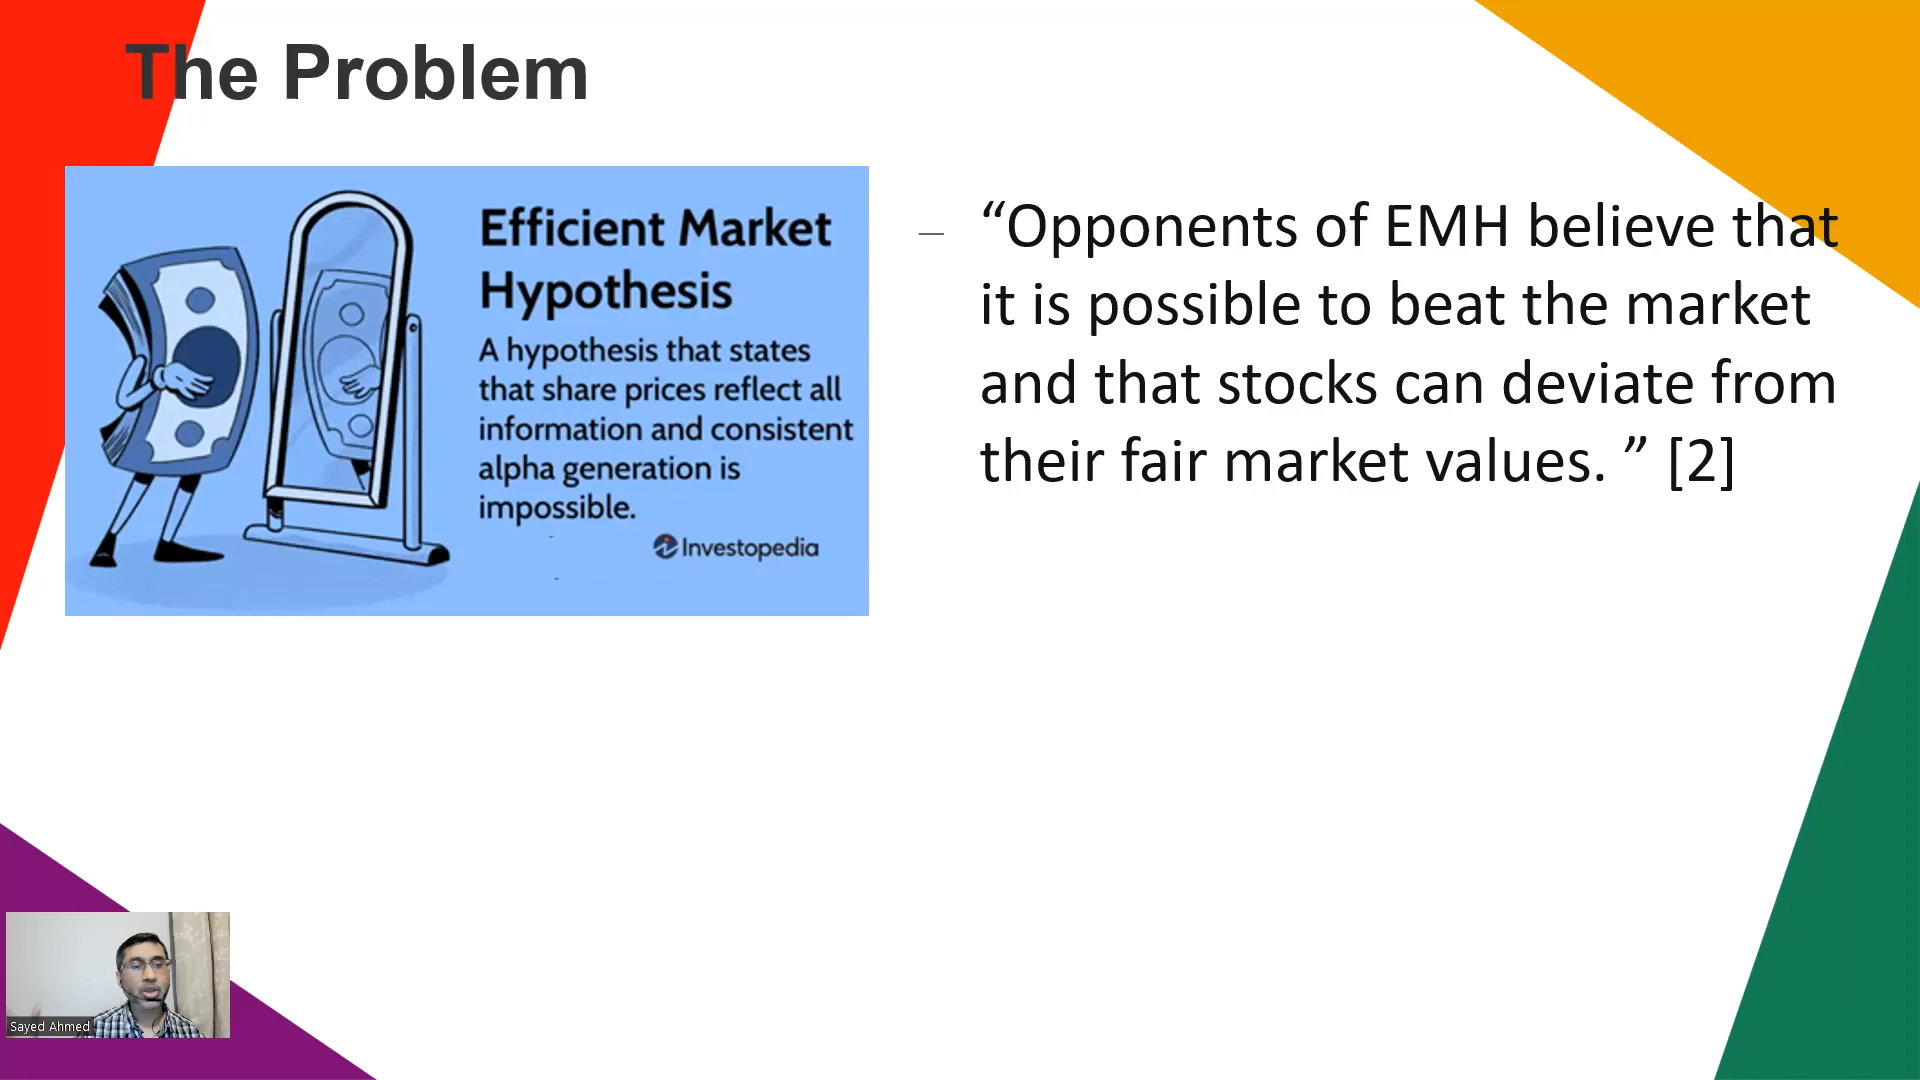 The Problem
Efficient Market
Hypothesis
A hypothesis that states
that share prices reflect all
information and consistent
alpha generation is
impossible.
Investopedia
– “Opponents of EMH believe that
it is possible to beat the market
and that stocks can deviate from
their fair market values. ” [2]
Sayed Ahmed